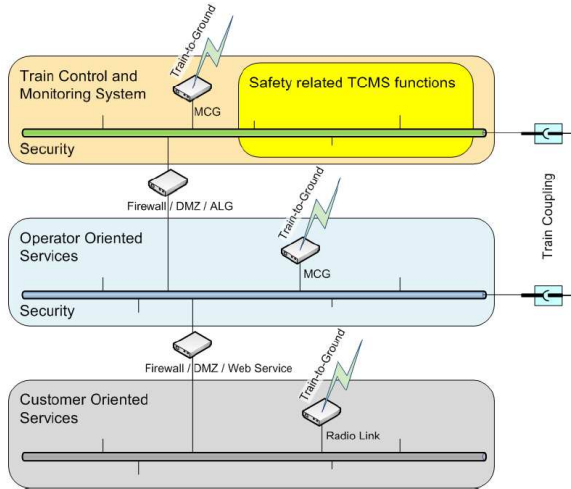 Train-to-Ground
Train Control and
Monitoring System
Safety related TCMS functions
MCG
Security
Firewall / DMZ / ALG
Train-to-Ground
Train Coupling
Operator Oriented
Services
MCG
Security
Firewall / DMZ / Web Service
Train-to-Ground
Customer Oriented
Services
Radio Link